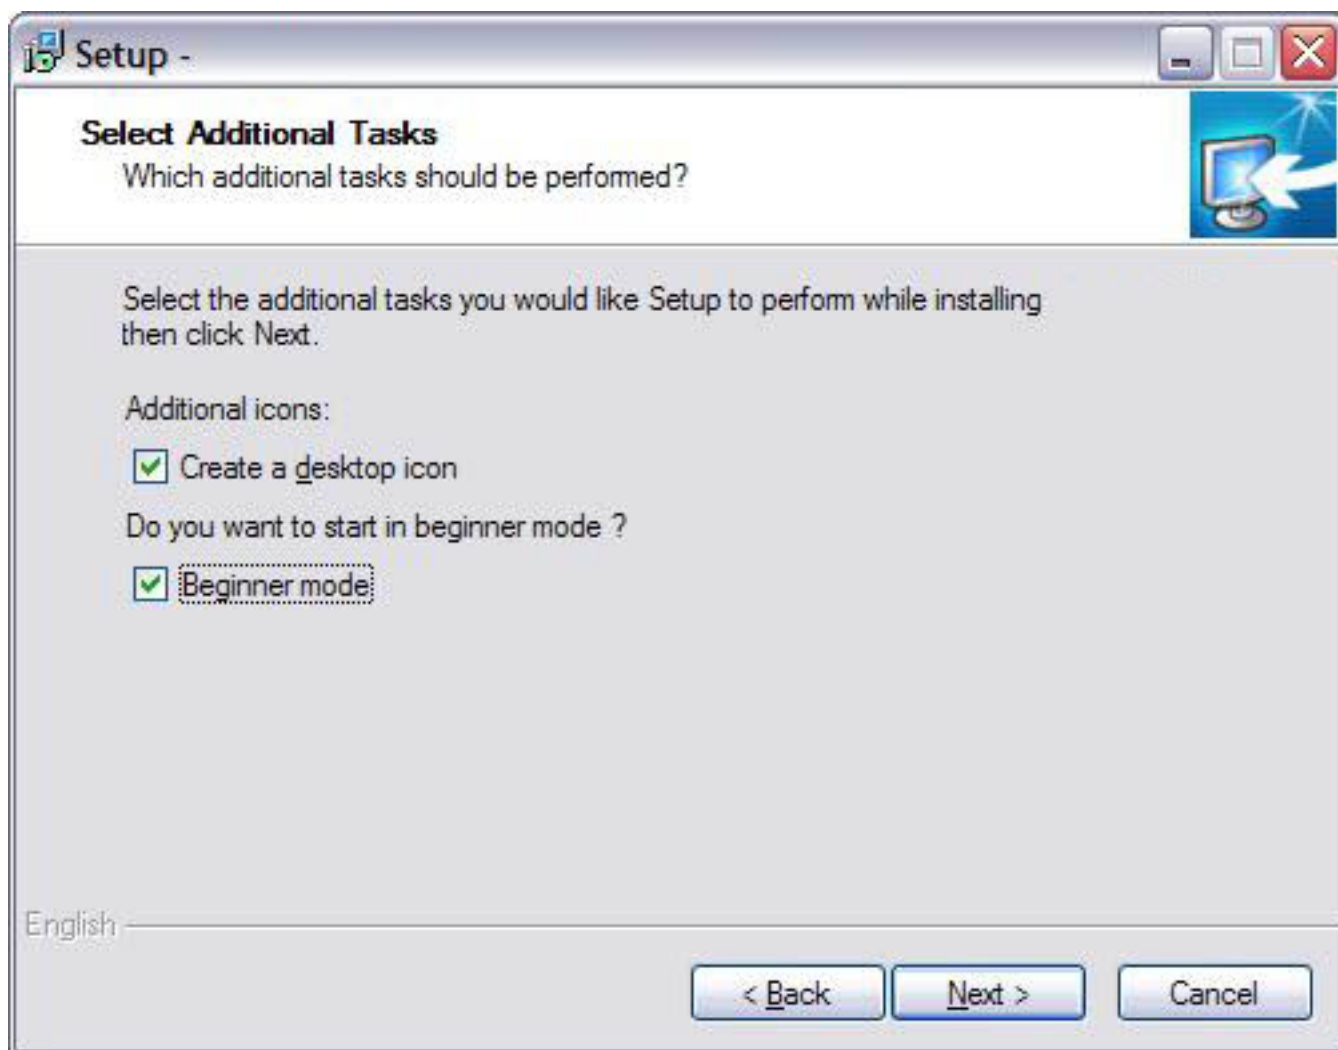 Setup -
Select Additional Tasks
Which additional tasks should be performed?
Select the additional tasks you would like Setup to perform while installing
then click Next.
Additional icons:
Create a desktop icon
Do you want to start in beginner mode ?
Beginner mode
English
< Back
Next >
Cancel